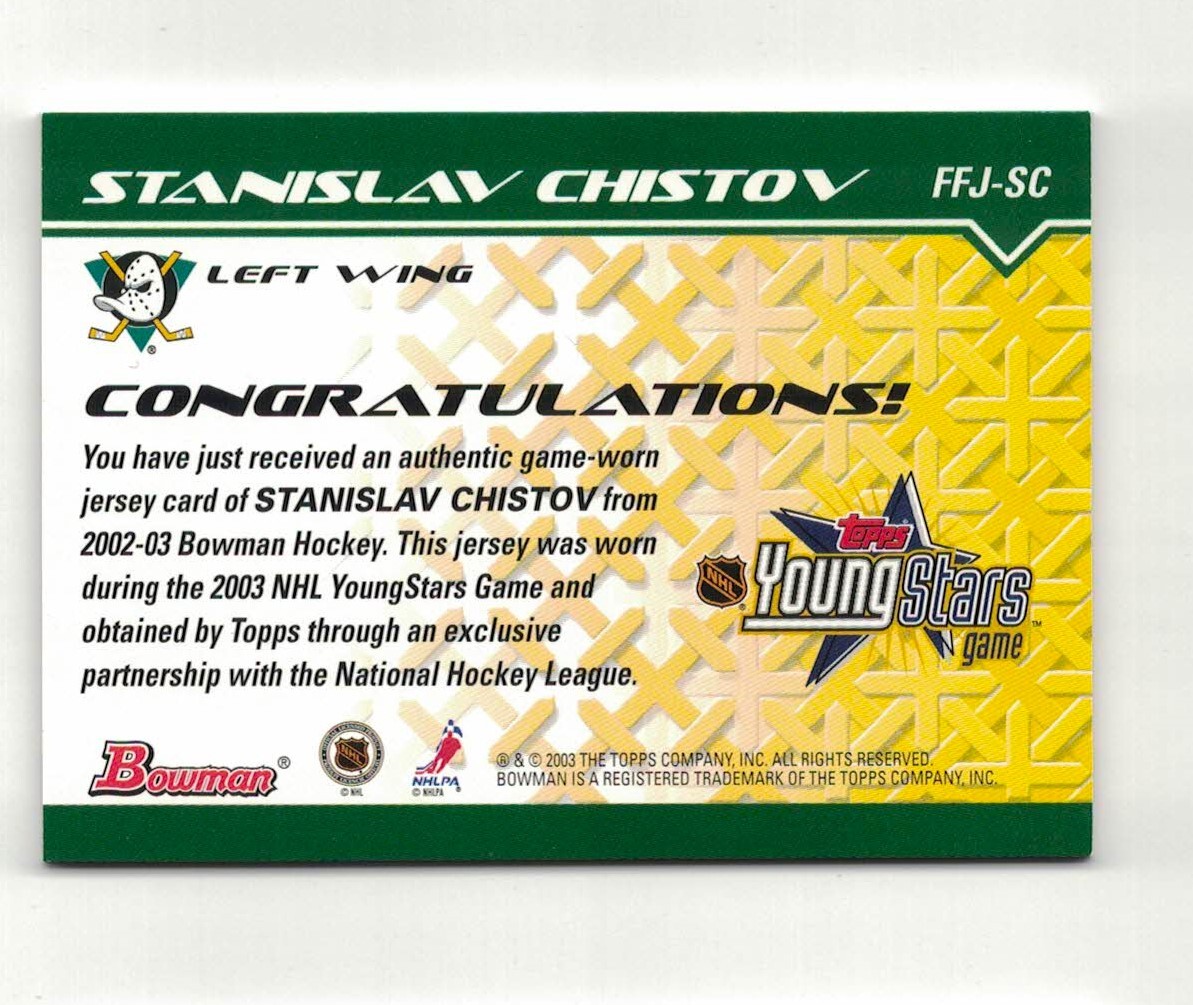 STANISLAV CHISTOV FFJ-SC
LEFT WING
®
CONGRATULATIONS!
You have just received an authentic game-worn
jersey card of STANISLAV CHISTOV from
2002-03 Bowman Hockey. This jersey was worn
during the 2003 NHL YoungStars Game and
obtained by Topps through an exclusive
partnership with the National Hockey League.
topps
NHL
YoungStars™
game
Bowman®
NHL
© NHL
NHLPA®
© NHLPA
® & © 2003 THE TOPPS COMPANY, INC. ALL RIGHTS RESERVED.
BOWMAN IS A REGISTERED TRADEMARK OF THE TOPPS COMPANY, INC.